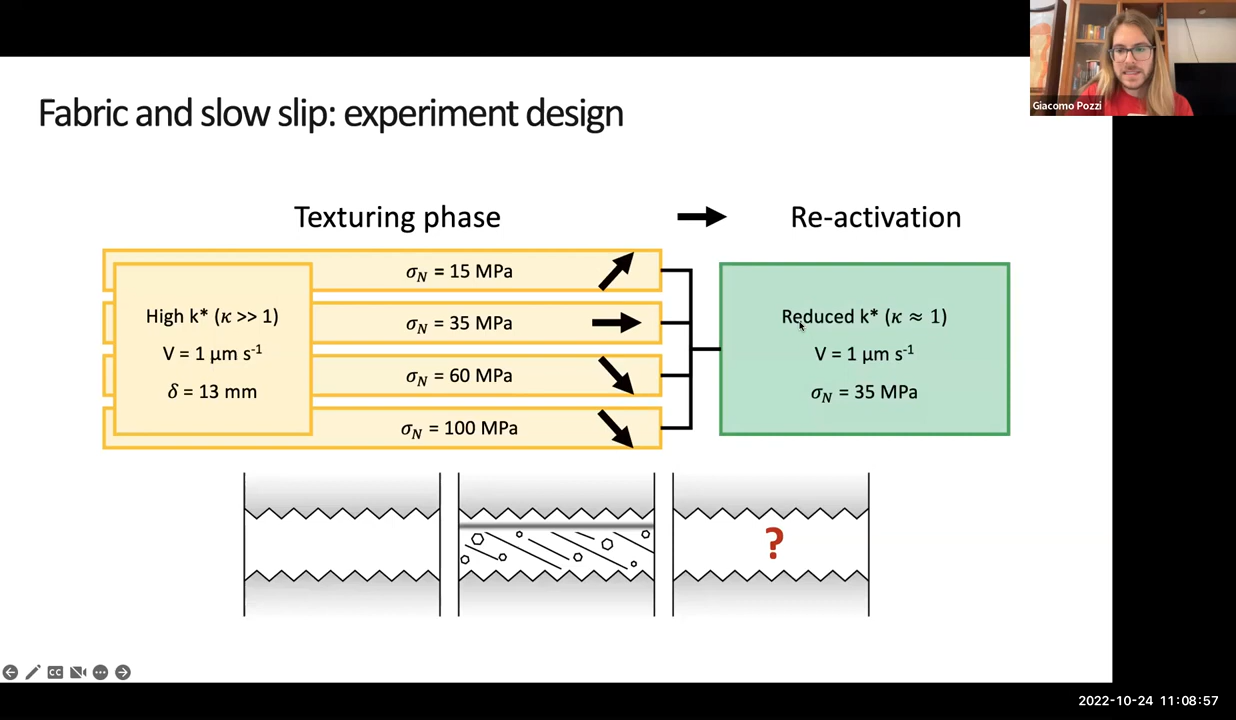 Giacomo Pozzi
Fabric and slow slip: experiment design
Texturing phase
Re-activation
σN = 15 MPa
σN = 35 MPa
σN = 60 MPa
σN = 100 MPa
High k* (κ >> 1)
V = 1 µm s-1
δ = 13 mm
Reduced k* (κ ≈ 1)
V = 1 µm s-1
σN = 35 MPa
?
CC
2022-10-24 11:08:57